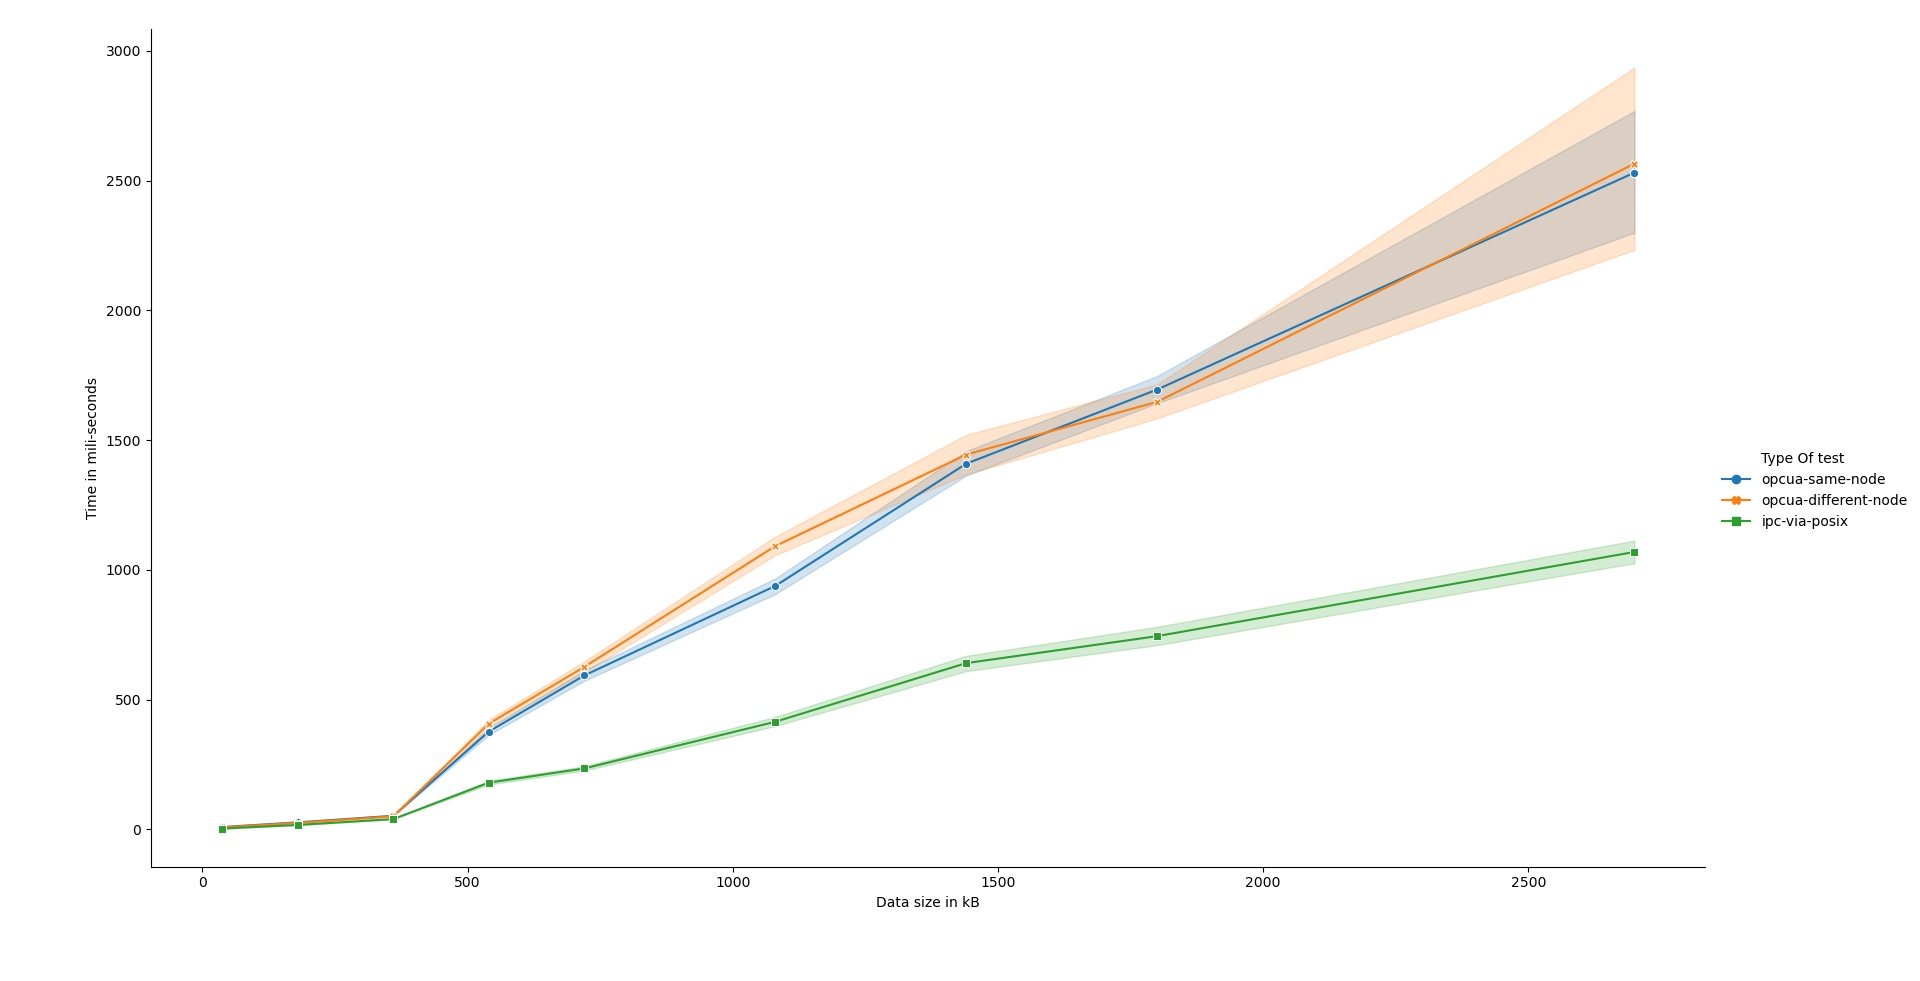 3000
2500
2000
1500
1000
500
0
Time in mili-seconds
0 500 1000 1500 2000 2500
Data size in kB
Type Of test
opcua-same-node
opcua-different-node
ipc-via-posix